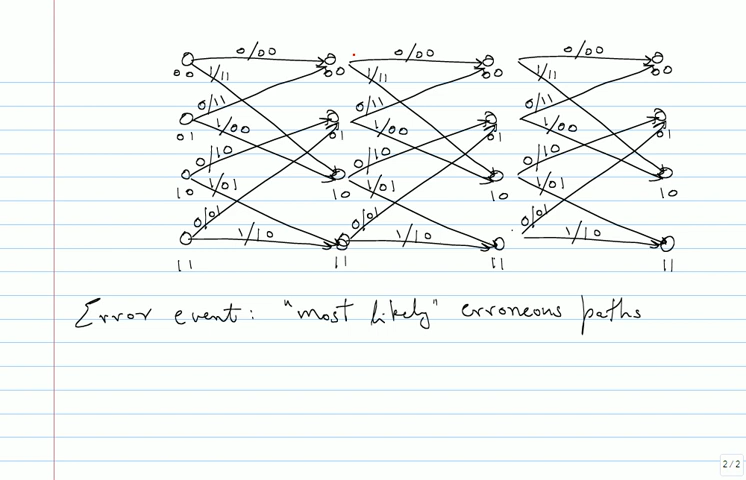 0/00 0/00 0/00
00 1/11 00 1/11 00 1/11 00
0/11 0/11 0/11
01 1/00 01 1/00 01 1/00 01
0/10 0/10 0/10
10 1/01 10 1/01 10 1/01 10
0/01 0/01 0/01
1/10 1/10 1/10
11 11 11 11
Error event: "most likely" erroneous paths
2/2